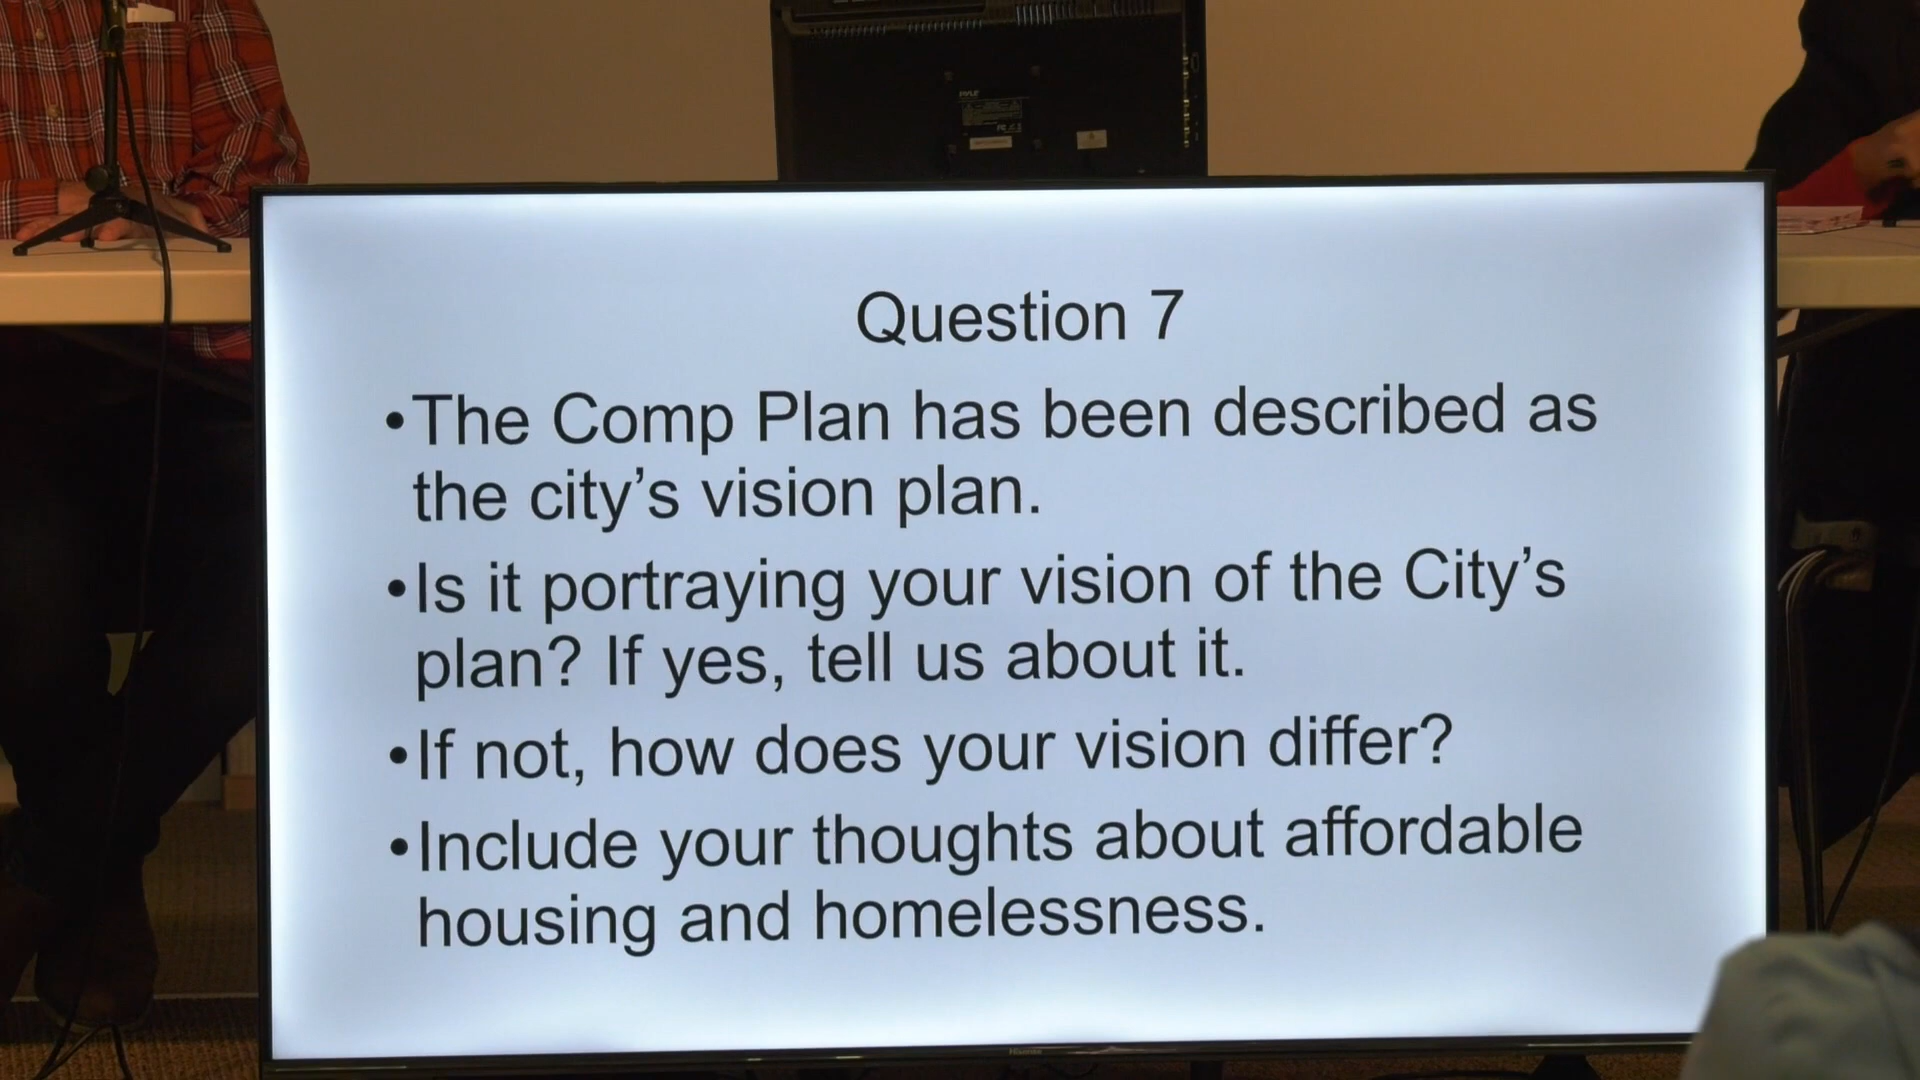 PYLE
Question 7
•The Comp Plan has been described as
the city’s vision plan.
•Is it portraying your vision of the City’s
plan? If yes, tell us about it.
•If not, how does your vision differ?
•Include your thoughts about affordable
housing and homelessness.
Hisense